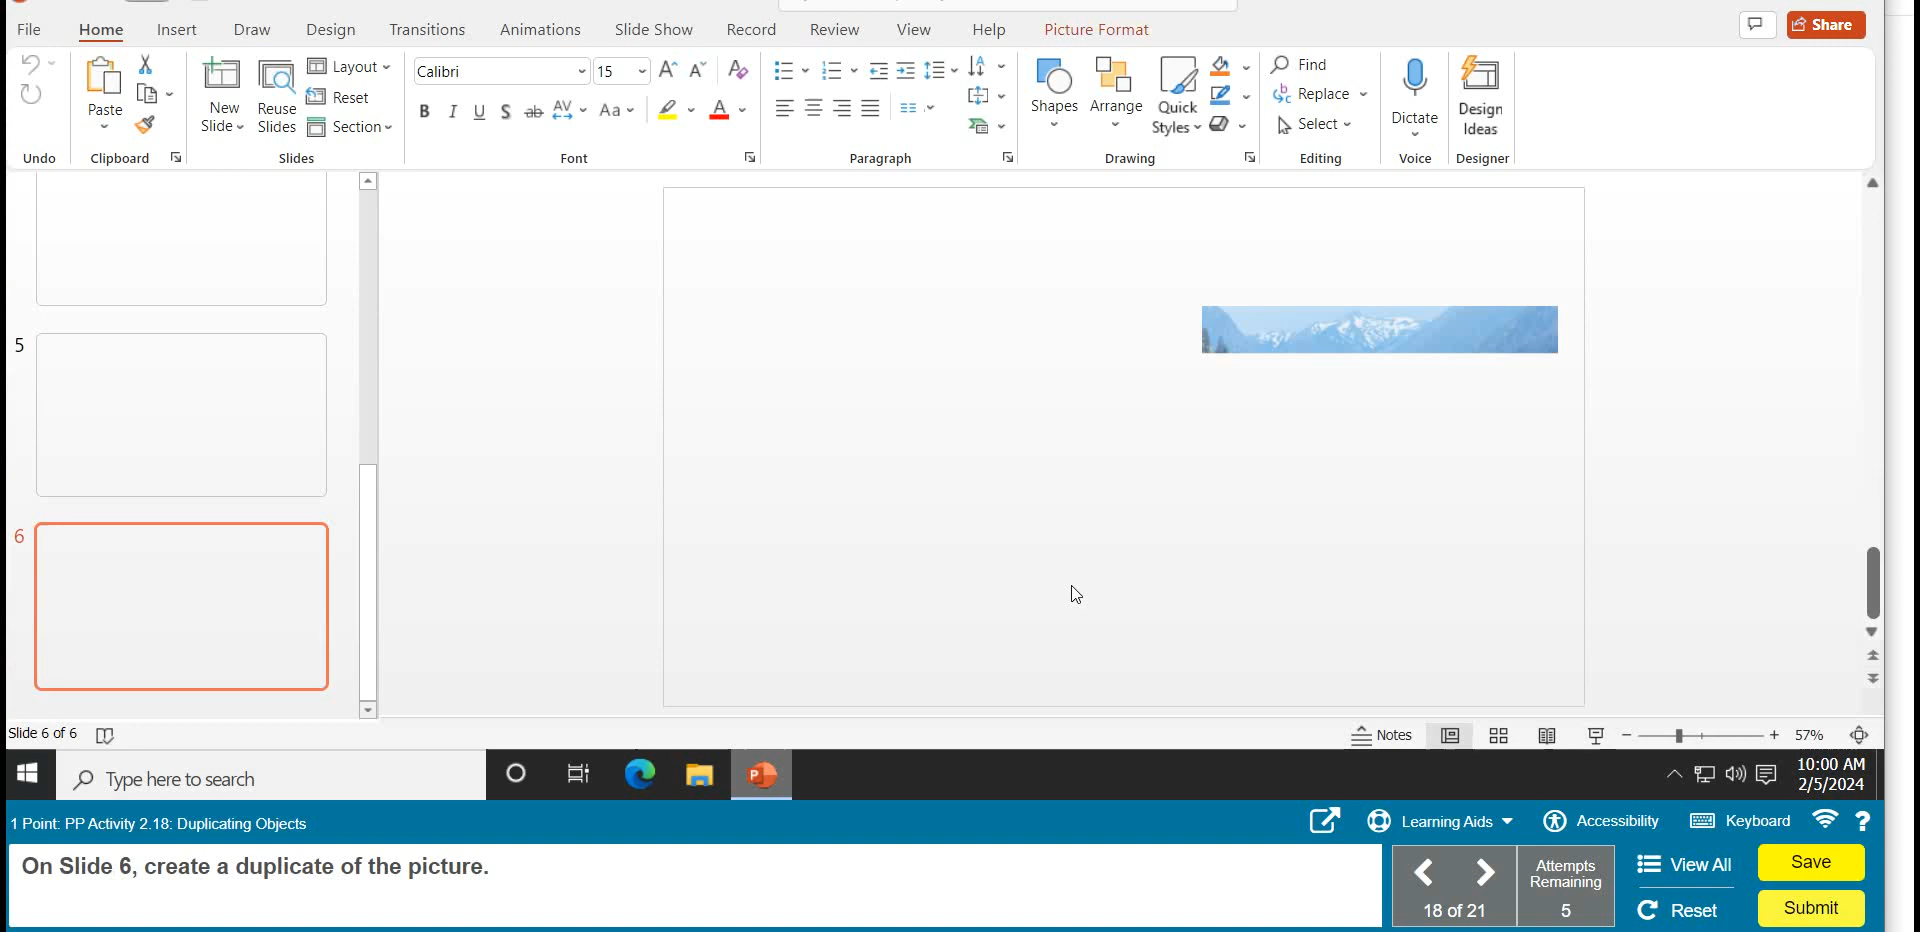 File Home Insert Draw Design Transitions Animations Slide Show Record Review View Help Picture Format Share
Calibri 15
Layout
Find
Reset
Replace
Paste New Slide Reuse Slides Section
B I U S ab AV Aa A
Shapes Arrange Quick Styles
Select
Dictate Design Ideas
Undo Clipboard Slides Font Paragraph Drawing Editing Voice Designer
5
6
Slide 6 of 6 Notes 57%
Type here to search
10:00 AM
2/5/2024
1 Point: PP Activity 2.18: Duplicating Objects Learning Aids Accessibility Keyboard ?
On Slide 6, create a duplicate of the picture.
18 of 21
Attempts
Remaining
5
View All
Reset
Save
Submit